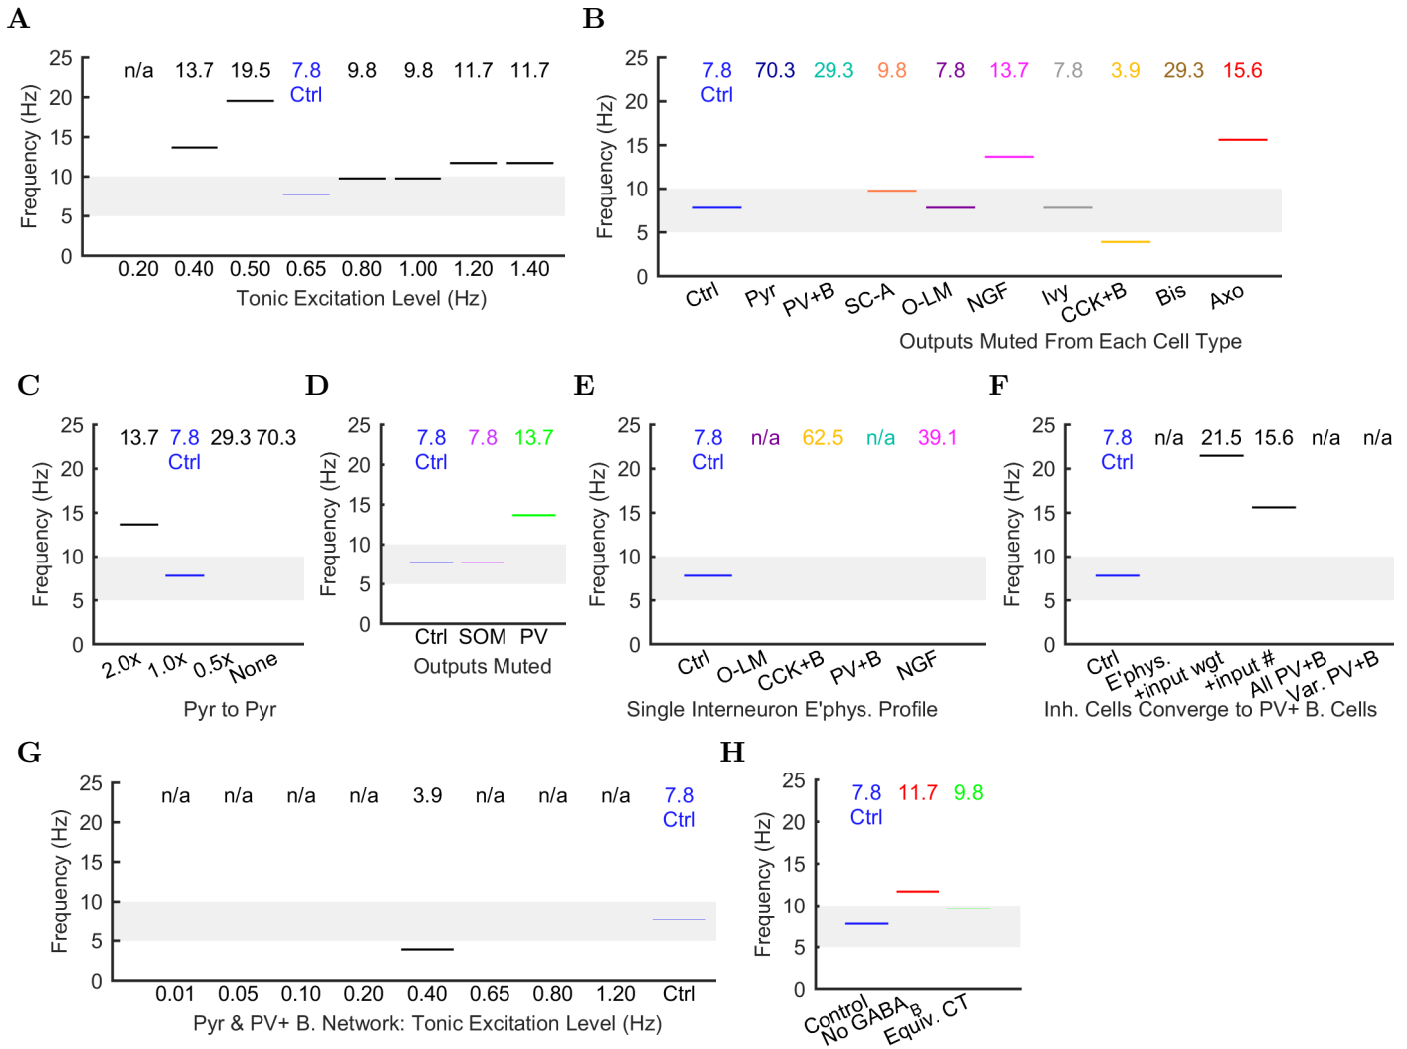 A
Frequency (Hz)
25
20
15
10
5
0
n/a 13.7 19.5 7.8 9.8 9.8 11.7 11.7
Ctrl
0.20 0.40 0.50 0.65 0.80 1.00 1.20 1.40
Tonic Excitation Level (Hz)
B
Frequency (Hz)
25
20
15
10
5
0
7.8 70.3 29.3 9.8 7.8 13.7 7.8 3.9 29.3 15.6
Ctrl
Ctrl Pyr PV+B SC-A O-LM NGF Ivy CCK+B Bis Axo
Outputs Muted From Each Cell Type
C
Frequency (Hz)
25
20
15
10
5
0
13.7 7.8 29.3 70.3
Ctrl
2.0x 1.0x 0.5x None
Pyr to Pyr
D
Frequency (Hz)
25
20
15
10
5
0
7.8 7.8 13.7
Ctrl
Ctrl SOM PV
Outputs Muted
E
Frequency (Hz)
25
20
15
10
5
0
7.8 n/a 62.5 n/a 39.1
Ctrl
Ctrl O-LM CCK+B PV+B NGF
Single Interneuron E'phys. Profile
F
Frequency (Hz)
25
20
15
10
5
0
7.8 n/a 21.5 15.6 n/a n/a
Ctrl
Ctrl E'phys. +input wgt +input # All PV+B Var. PV+B
Inh. Cells Converge to PV+ B. Cells
G
Frequency (Hz)
25
20
15
10
5
0
n/a n/a n/a n/a 3.9 n/a n/a n/a 7.8
Ctrl
0.01 0.05 0.10 0.20 0.40 0.65 0.80 1.20 Ctrl
Pyr & PV+ B. Network: Tonic Excitation Level (Hz)
H
Frequency (Hz)
25
20
15
10
5
0
7.8 11.7 9.8
Ctrl
Control No GABA B Equiv. CT